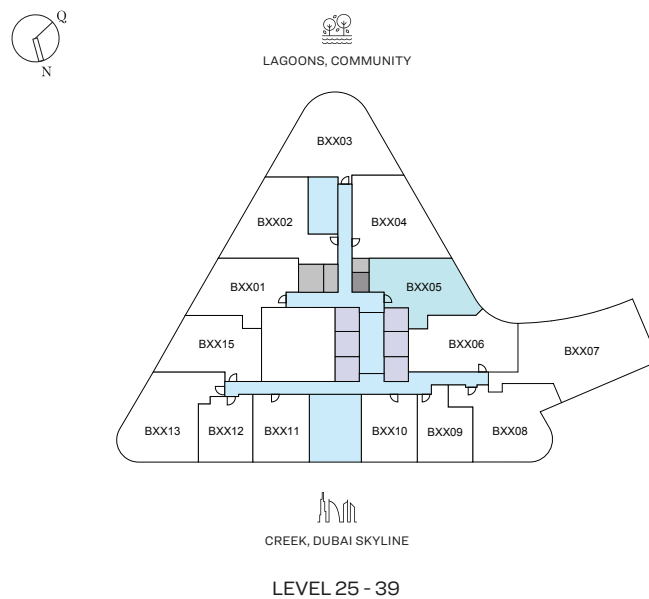 Q
N
LAGOONS, COMMUNITY
BXX03
BXX02
BXX04
BXX01
BXX05
BXX15
BXX06
BXX07
BXX13
BXX12
BXX11
BXX10
BXX09
BXX08
CREEK, DUBAI SKYLINE
LEVEL 25 - 39